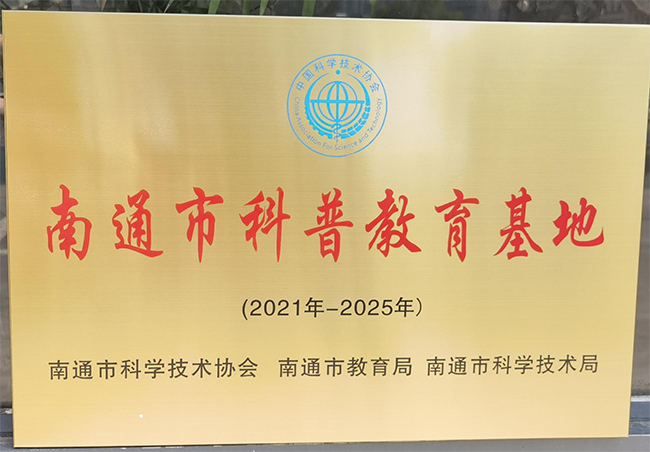 中国科学技术协会
China Association For Science and Technology
南通市科普教育基地
(2021年-2025年)
南通市科学技术协会 南通市教育局 南通市科学技术局